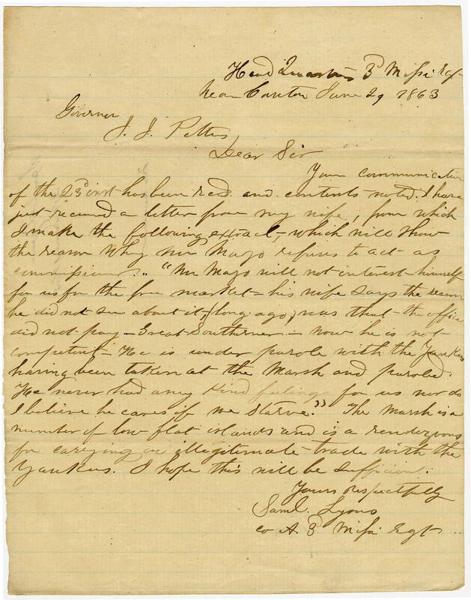 Head Quarters 3d Missi Regt
Near Canton June 29 1863
Governor
J. J. Pettus
Dear Sir
Your communication
of the 23d inst has been read and contents noted. I have
just received a letter from my wife, from which
I make the following extract, which will show
the reason why Mr Mayo refuses to act as
commissioner. "Mr Mayo will not interest himself
for us for the free market – his wife says the reason
he did not see about it, (long ago) was that the office
did not pay – Great Southerner – now he is not
competent – He is under parole with the Yankees
having been taken at the Marsh and paroled.
He never had any kind feeling for us nor do
I believe he cares if we starve." The Marsh is a
number of low flat islands and is a rendezvous
for carrying on illegitimate trade with the
Yankees. I hope this will be sufficient.
Yours respectfully
Saml. Lyons
Co A. 3d Missi Regt